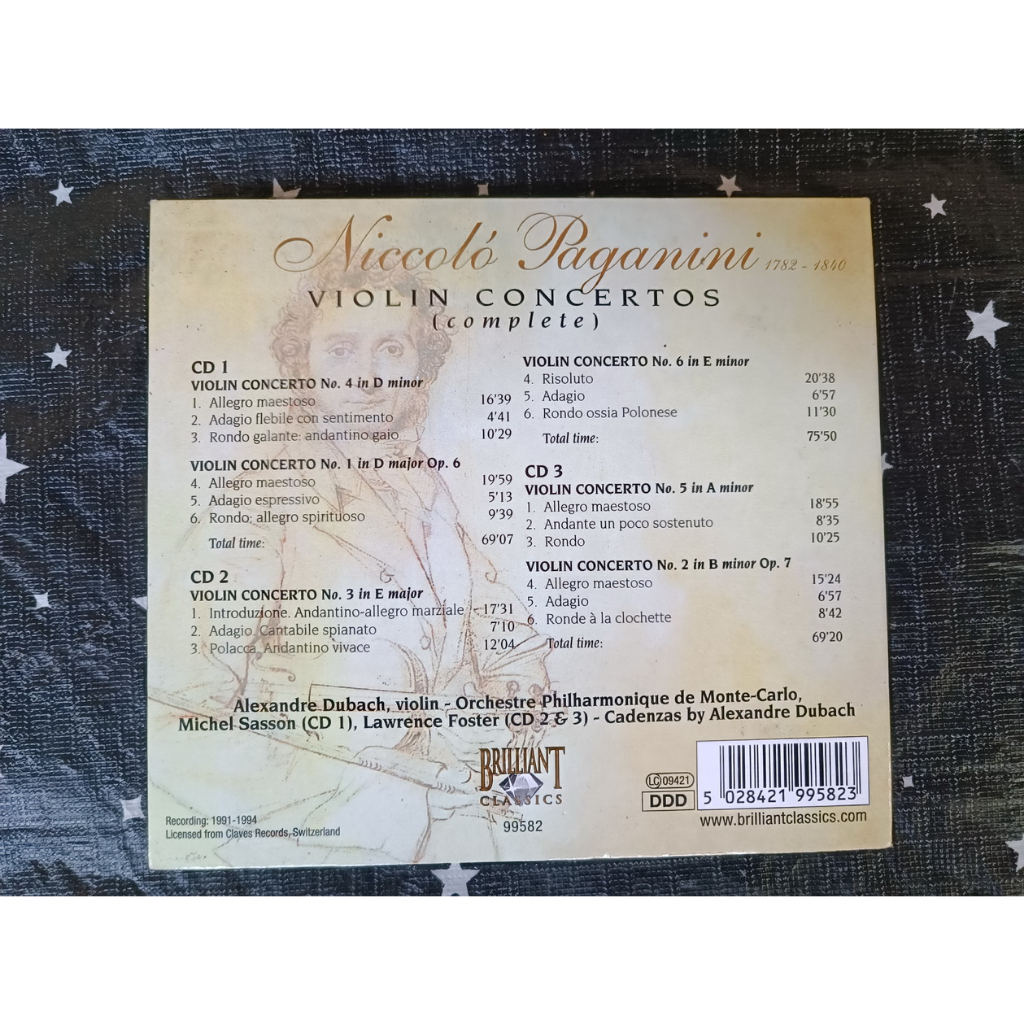 Niccoló Paganini 1782 - 1840
VIOLIN CONCERTOS
(complete)
CD 1
VIOLIN CONCERTO No. 4 in D minor
1. Allegro maestoso 16'39
2. Adagio flebile con sentimento 4'41
3. Rondo galante: andantino gaio 10'29
VIOLIN CONCERTO No. 1 in D major Op. 6
4. Allegro maestoso 19'59
5. Adagio espressivo 5'13
6. Rondo: allegro spirituoso 9'39
Total time: 69'07
CD 2
VIOLIN CONCERTO No. 3 in E major
1. Introduzione. Andantino-allegro marziale 17'31
2. Adagio. Cantabile spianato 7'10
3. Polacca. Andantino vivace 12'04
VIOLIN CONCERTO No. 6 in E minor
4. Risoluto 20'38
5. Adagio 6'57
6. Rondo ossia Polonese 11'30
Total time: 75'50
CD 3
VIOLIN CONCERTO No. 5 in A minor
1. Allegro maestoso 18'55
2. Andante un poco sostenuto 8'35
3. Rondo 10'25
VIOLIN CONCERTO No. 2 in B minor Op. 7
4. Allegro maestoso 15'24
5. Adagio 6'57
6. Ronde à la clochette 8'42
Total time: 69'20
Alexandre Dubach, violin - Orchestre Philharmonique de Monte-Carlo,
Michel Sasson (CD 1), Lawrence Foster (CD 2 & 3) - Cadenzas by Alexandre Dubach
BRILLIANT
CLASSICS
99582
Recording: 1991-1994
Licensed from Claves Records, Switzerland
LC 09421
DDD
5 028421 995823
www.brilliantclassics.com